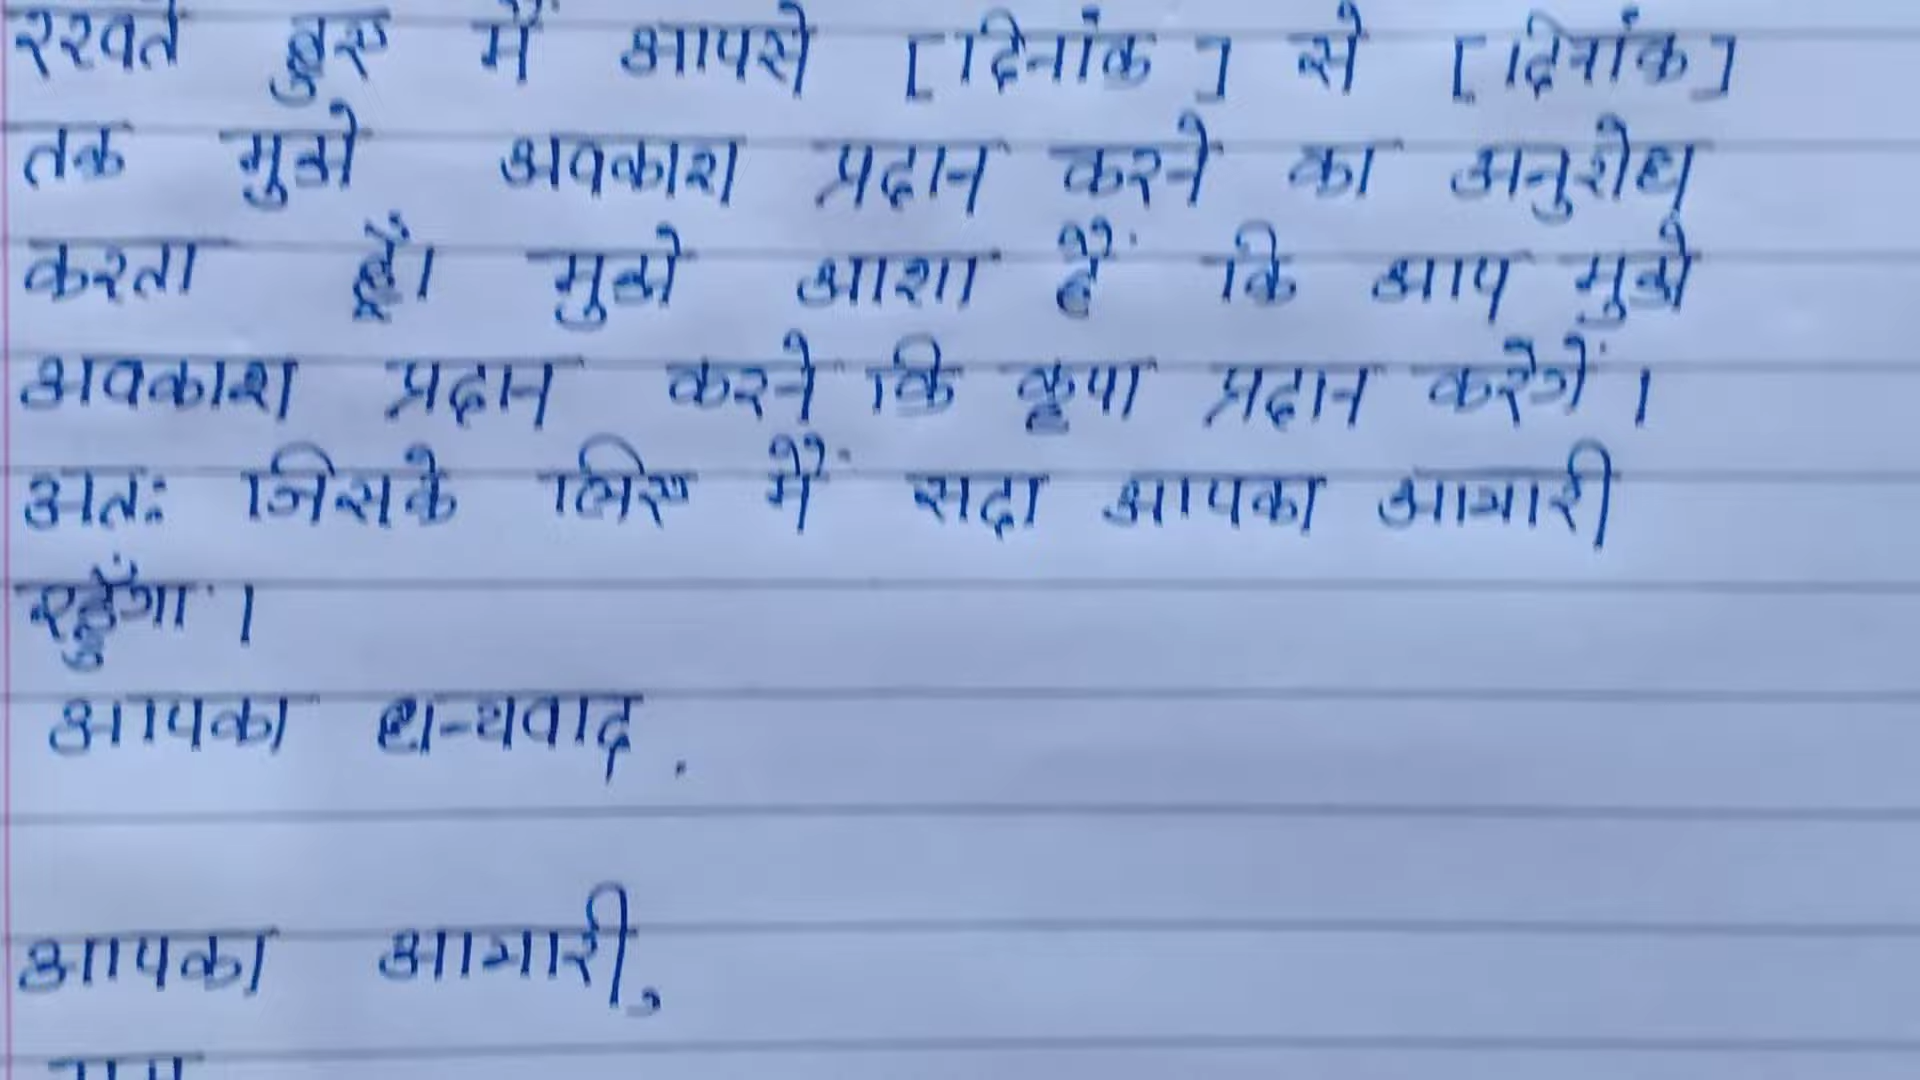 रखते हुए में आपसे [दिनांक] से [दिनांक]
तक मुझे अवकाश प्रदान करने का अनुरोध
करता हूँ। मुझे आशा हैं कि आप मुझे
अवकाश प्रदान करने कि कृपा प्रदान करेगें।
अतः जिसके लिए मैं सदा आपका आभारी
रहूँगा।
आपका धन्यवाद.
आपका आभारी,